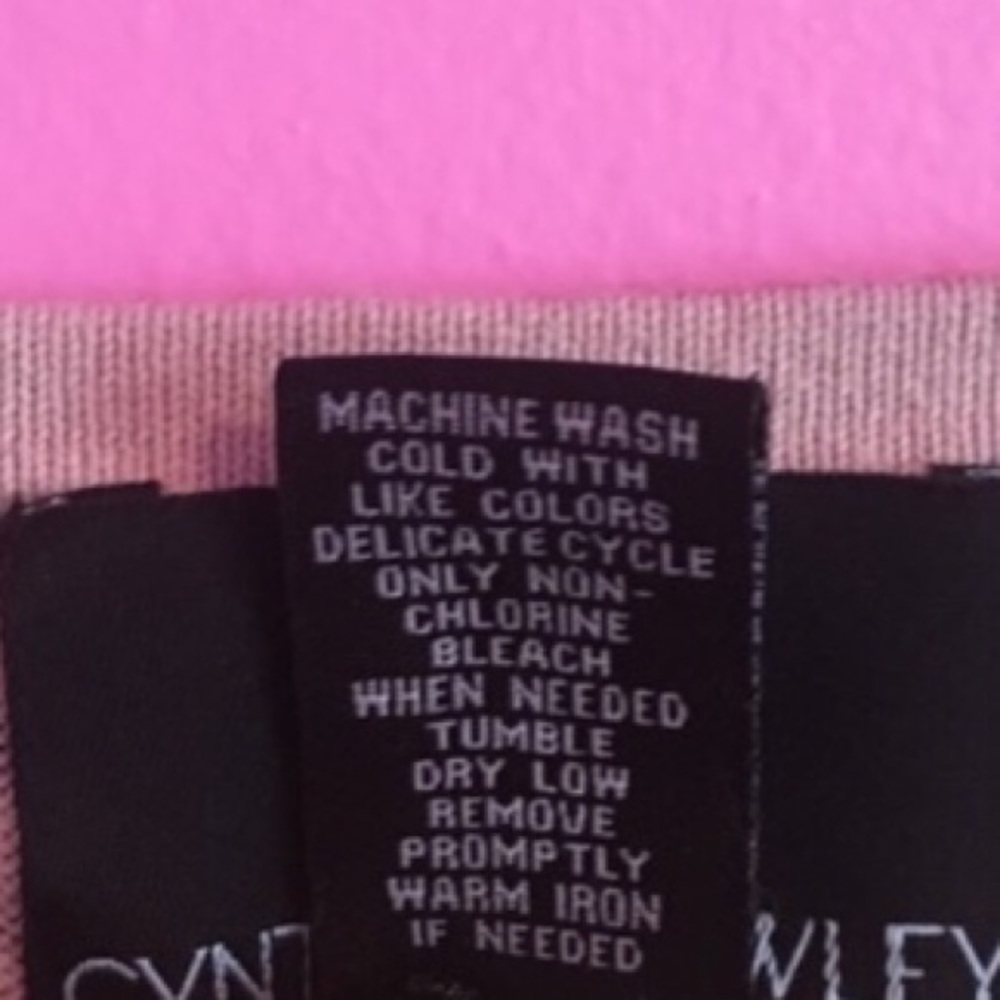 MACHINE WASH
COLD WITH
LIKE COLORS
DELICATE CYCLE
ONLY NON-
CHLORINE
BLEACH
WHEN NEEDED
TUMBLE
DRY LOW
REMOVE
PROMPTLY
WARM IRON
IF NEEDED